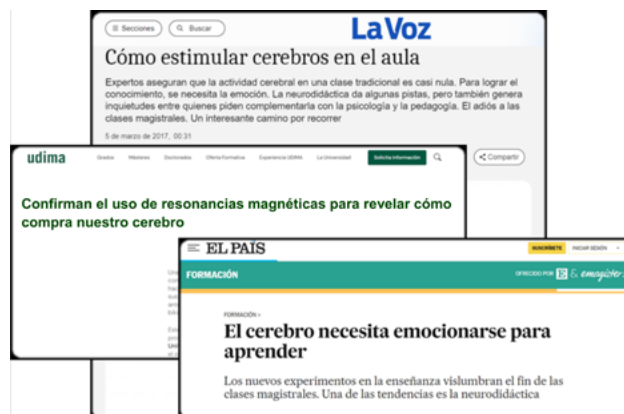 Secciones
Buscar
La Voz
Cómo estimular cerebros en el aula
Expertos aseguran que la actividad cerebral en una clase tradicional es casi nula. Para lograr el
conocimiento, se necesita la emoción. La neurodidáctica da algunas pistas, pero también genera
inquietudes entre quienes piden complementarla con la psicología y la pedagogía. El adiós a las
clases magistrales. Un interesante camino por recorrer
5 de marzo de 2017, 00:31
Compartir
udima
Grados Másteres Doctorados Oferta Formativa Experiencia UDIMA La Universidad Solicita información
Confirman el uso de resonancias magnéticas para revelar cómo
compra nuestro cerebro
EL PAÍS
SUSCRÍBETE INICIAR SESIÓN
FORMACIÓN
OFRECIDO POR E & emagister
FORMACIÓN >
El cerebro necesita emocionarse para
aprender
Los nuevos experimentos en la enseñanza vislumbran el fin de las
clases magistrales. Una de las tendencias es la neurodidáctica